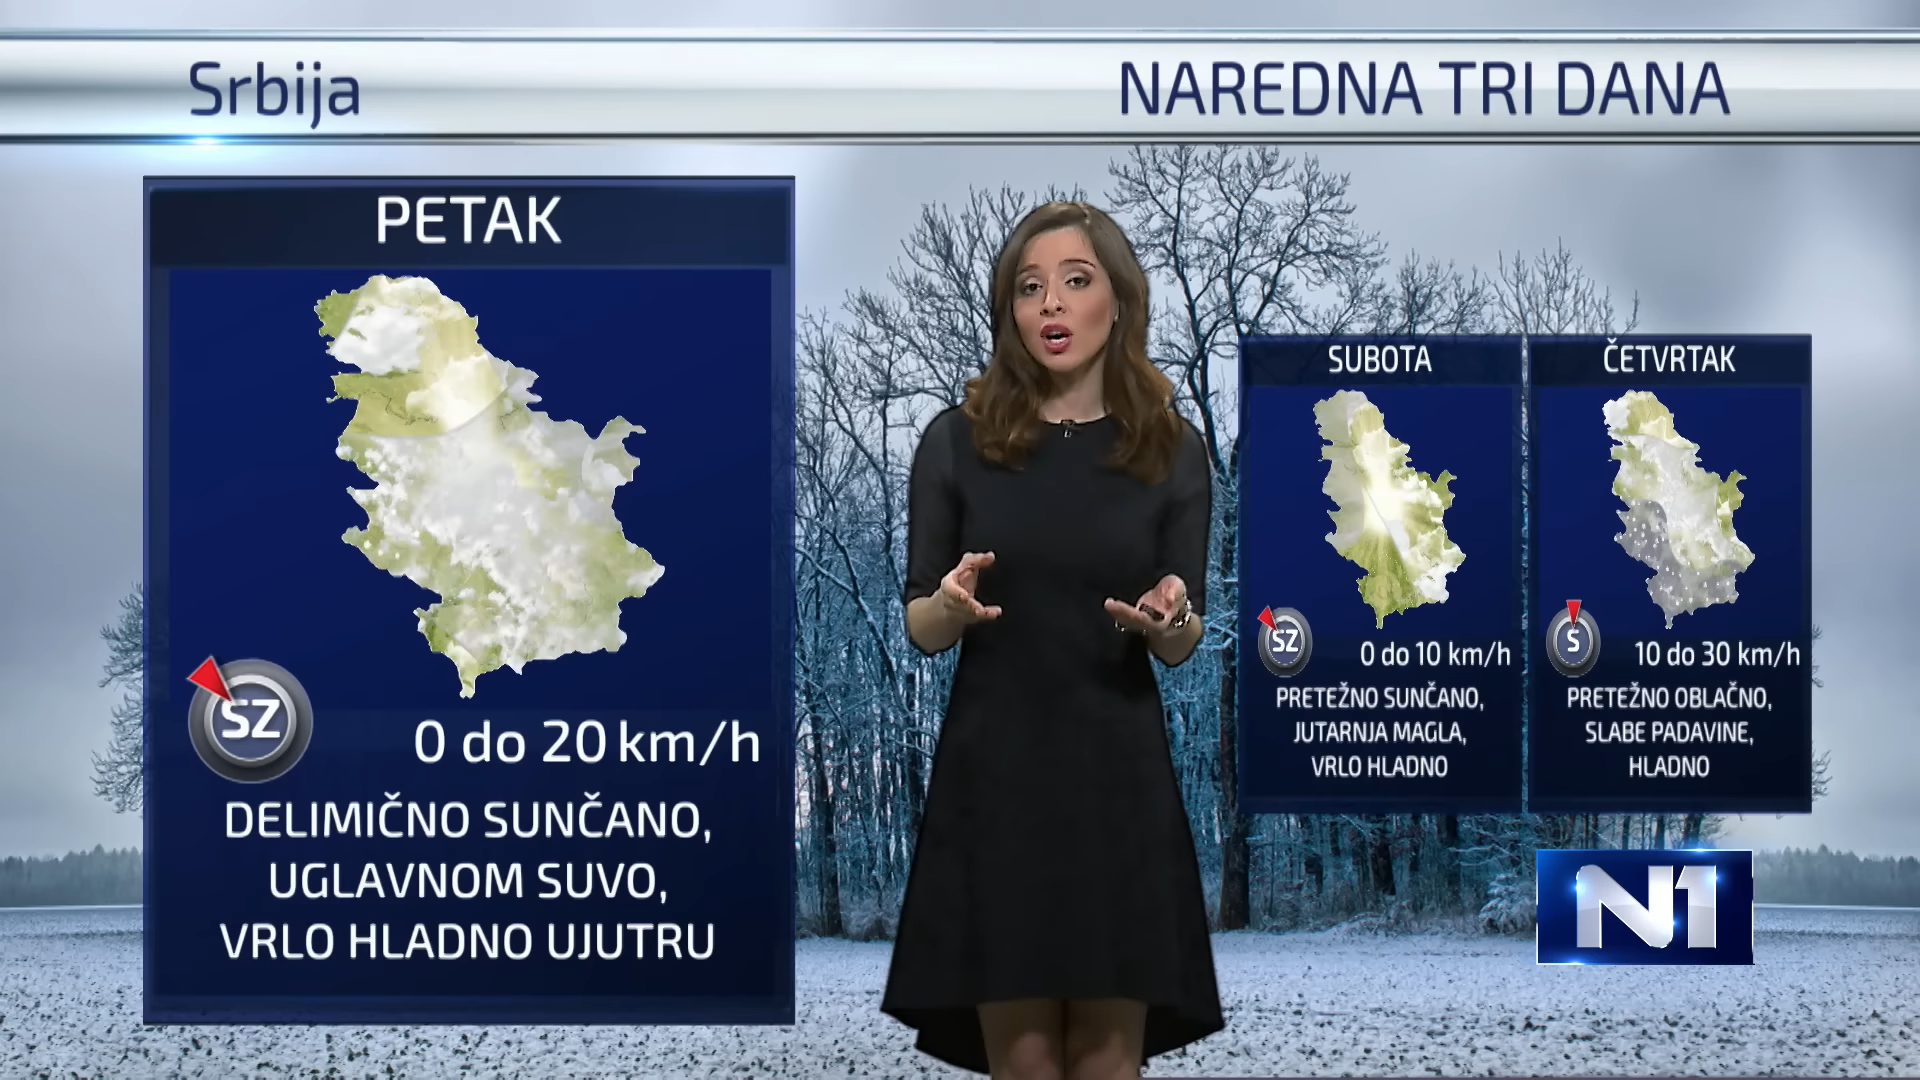 Srbija
NAREDNA TRI DANA
PETAK
SZ
0 do 20 km/h
DELIMIČNO SUNČANO,
UGLAVNOM SUVO,
VRLO HLADNO UJUTRU
SUBOTA
SZ
0 do 10 km/h
PRETEŽNO SUNČANO,
JUTARNJA MAGLA,
VRLO HLADNO
ČETVRTAK
S
10 do 30 km/h
PRETEŽNO OBLAČNO,
SLABE PADAVINE,
HLADNO
N1